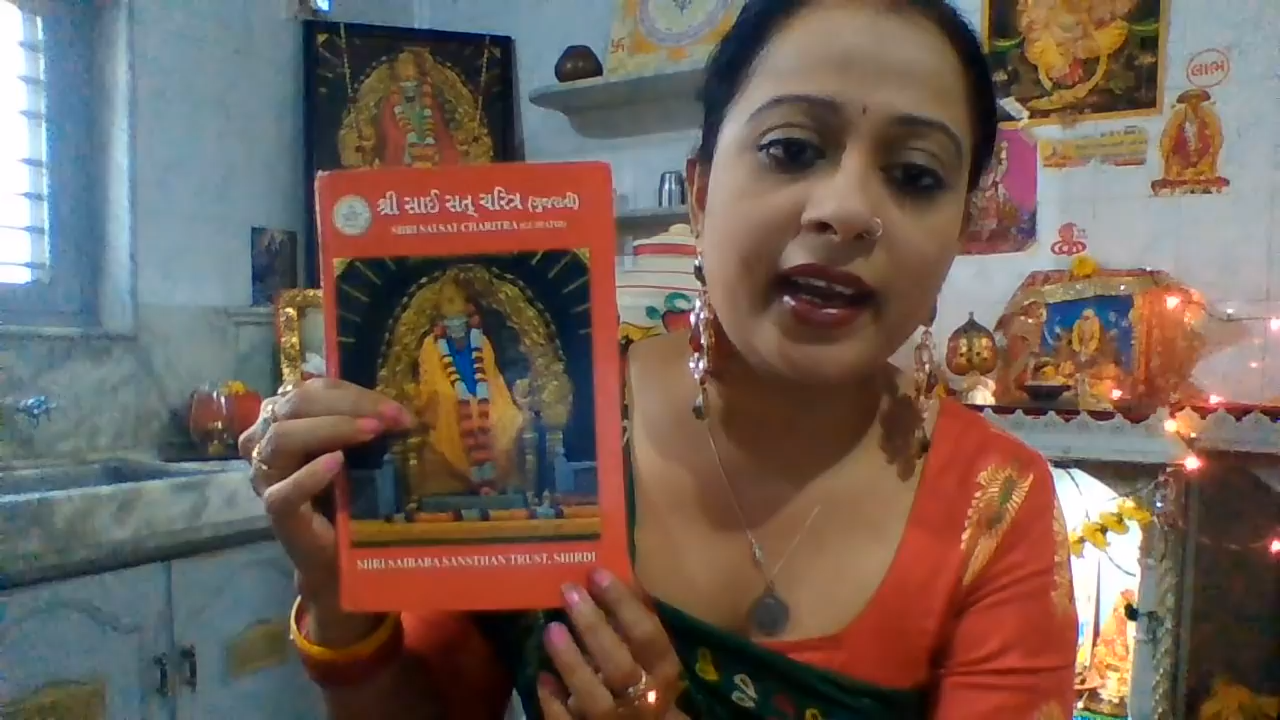 શ્રી સાઈ સત્ ચરિત્ર (ગુજરાતી)
SHRI SAI SAT CHARITRA (GUJARATI)
SHRI SAIBABA SANSTHAN TRUST, SHIRDI
લાભ